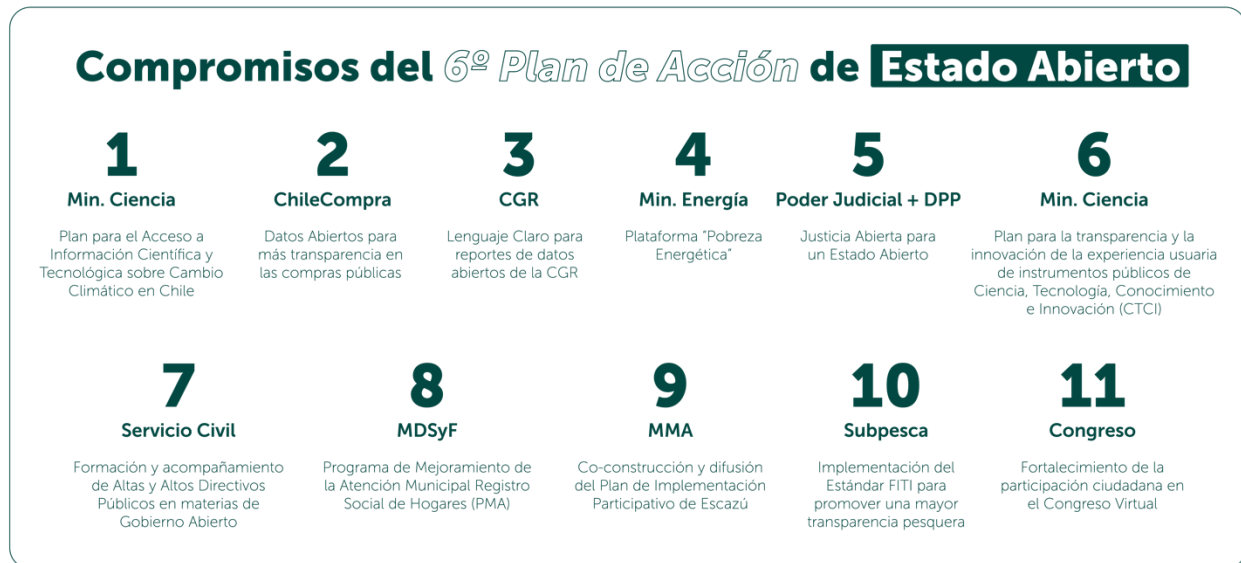 Compromisos del 6º Plan de Acción de Estado Abierto
1
Min. Ciencia
Plan para el Acceso a
Información Científica y
Tecnológica sobre Cambio
Climático en Chile
2
ChileCompra
Datos Abiertos para
más transparencia en
las compras públicas
3
CGR
Lenguaje Claro para
reportes de datos
abiertos de la CGR
4
Min. Energía
Plataforma "Pobreza
Energética"
5
Poder Judicial + DPP
Justicia Abierta para
un Estado Abierto
6
Min. Ciencia
Plan para la transparencia y la
innovación de la experiencia usuaria
de instrumentos públicos de
Ciencia, Tecnología, Conocimiento
e Innovación (CTCI)
7
Servicio Civil
Formación y acompañamiento
de Altas y Altos Directivos
Públicos en materias de
Gobierno Abierto
8
MDSyF
Programa de Mejoramiento de
la Atención Municipal Registro
Social de Hogares (PMA)
9
MMA
Co-construcción y difusión
del Plan de Implementación
Participativo de Escazú
10
Subpesca
Implementación del
Estándar FITI para
promover una mayor
transparencia pesquera
11
Congreso
Fortalecimiento de la
participación ciudadana en
el Congreso Virtual